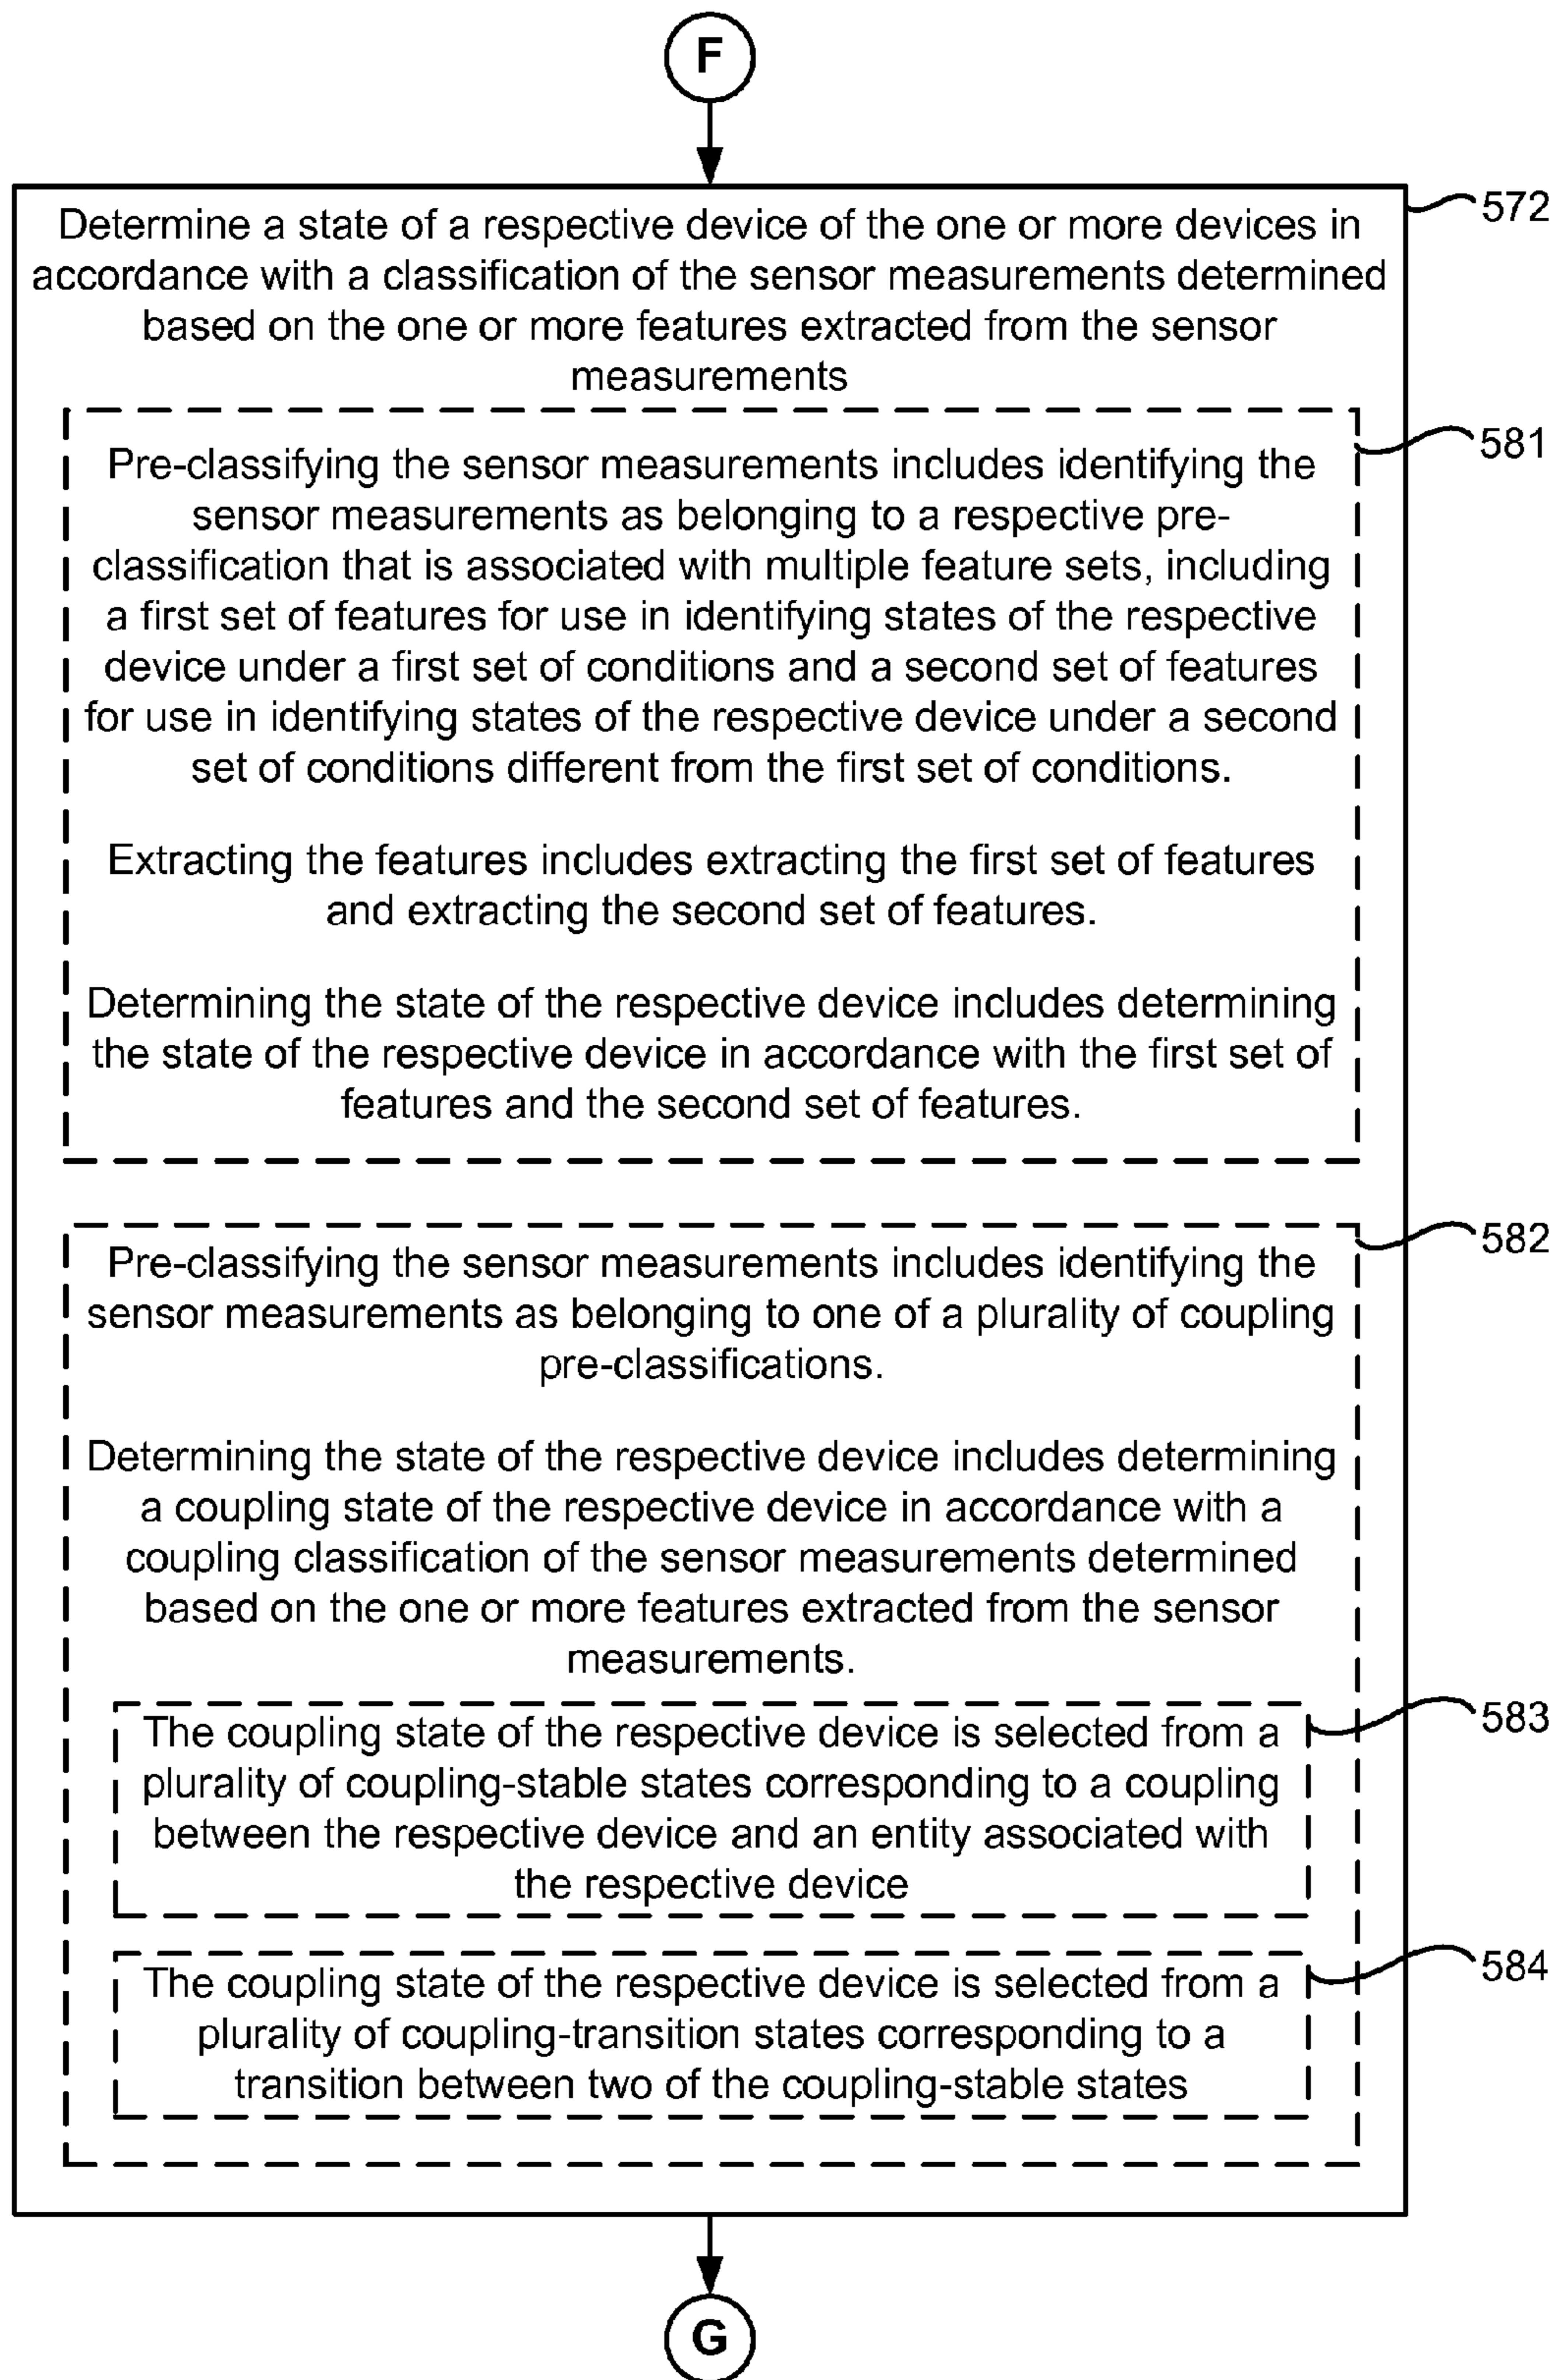 F
572
Determine a state of a respective device of the one or more devices in
accordance with a classification of the sensor measurements determined
based on the one or more features extracted from the sensor
measurements
581
Pre-classifying the sensor measurements includes identifying the
sensor measurements as belonging to a respective pre-
classification that is associated with multiple feature sets, including
a first set of features for use in identifying states of the respective
device under a first set of conditions and a second set of features
for use in identifying states of the respective device under a second
set of conditions different from the first set of conditions.
Extracting the features includes extracting the first set of features
and extracting the second set of features.
Determining the state of the respective device includes determining
the state of the respective device in accordance with the first set of
features and the second set of features.
582
Pre-classifying the sensor measurements includes identifying the
sensor measurements as belonging to one of a plurality of coupling
pre-classifications.
Determining the state of the respective device includes determining
a coupling state of the respective device in accordance with a
coupling classification of the sensor measurements determined
based on the one or more features extracted from the sensor
measurements.
583
The coupling state of the respective device is selected from a
plurality of coupling-stable states corresponding to a coupling
between the respective device and an entity associated with
the respective device
584
The coupling state of the respective device is selected from a
plurality of coupling-transition states corresponding to a
transition between two of the coupling-stable states
G